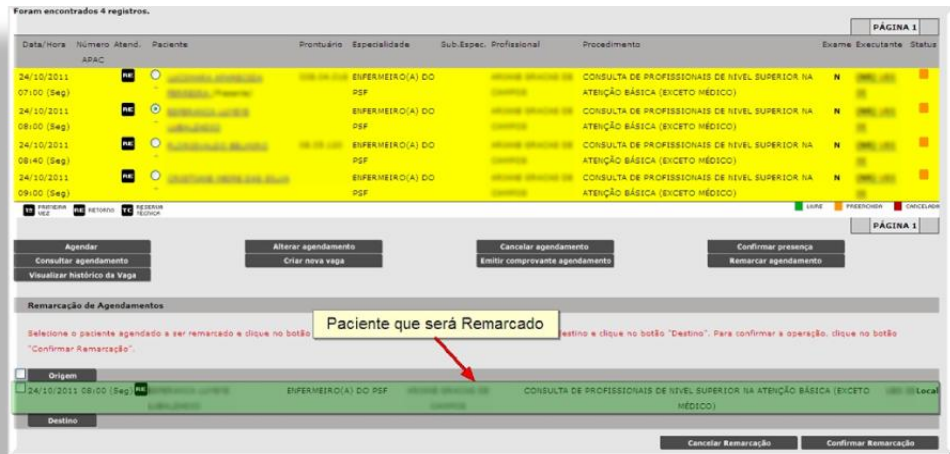 Foram encontrados 4 registros.
PÁGINA 1
Data/Hora Número Atend. Paciente Prontuário Especialidade Sub.Espec. Profissional Procedimento Exame Executante Status
APAC
24/10/2011 RE ENFERMEIRO(A) DO CONSULTA DE PROFISSIONAIS DE NIVEL SUPERIOR NA N
07:00 (Seg) PSF ATENÇÃO BÁSICA (EXCETO MÉDICO)
24/10/2011 RE ENFERMEIRO(A) DO CONSULTA DE PROFISSIONAIS DE NIVEL SUPERIOR NA N
08:00 (Seg) PSF ATENÇÃO BÁSICA (EXCETO MÉDICO)
24/10/2011 RE ENFERMEIRO(A) DO CONSULTA DE PROFISSIONAIS DE NIVEL SUPERIOR NA N
08:40 (Seg) PSF ATENÇÃO BÁSICA (EXCETO MÉDICO)
24/10/2011 RE ENFERMEIRO(A) DO CONSULTA DE PROFISSIONAIS DE NIVEL SUPERIOR NA N
09:00 (Seg) PSF ATENÇÃO BÁSICA (EXCETO MÉDICO)
PRIMEIRA VEZ RE RETORNO TC RESERVA TÉCNICA LIVRE PREENCHIDA CANCELADA
PÁGINA 1
Agendar Alterar agendamento Cancelar agendamento Confirmar presença
Consultar agendamento Criar nova vaga Emitir comprovante agendamento Remarcar agendamento
Visualizar histórico da Vaga
Remarcação de Agendamentos
Paciente que será Remarcado
Selecione o paciente agendado a ser remarcado e clique no botão destino e clique no botão "Destino". Para confirmar a operação, clique no botão
"Confirmar Remarcação".
Origem
24/10/2011 08:00 (Seg) RE ENFERMEIRO(A) DO PSF CONSULTA DE PROFISSIONAIS DE NIVEL SUPERIOR NA ATENÇÃO BÁSICA (EXCETO Local
MÉDICO)
Destino
Cancelar Remarcação Confirmar Remarcação